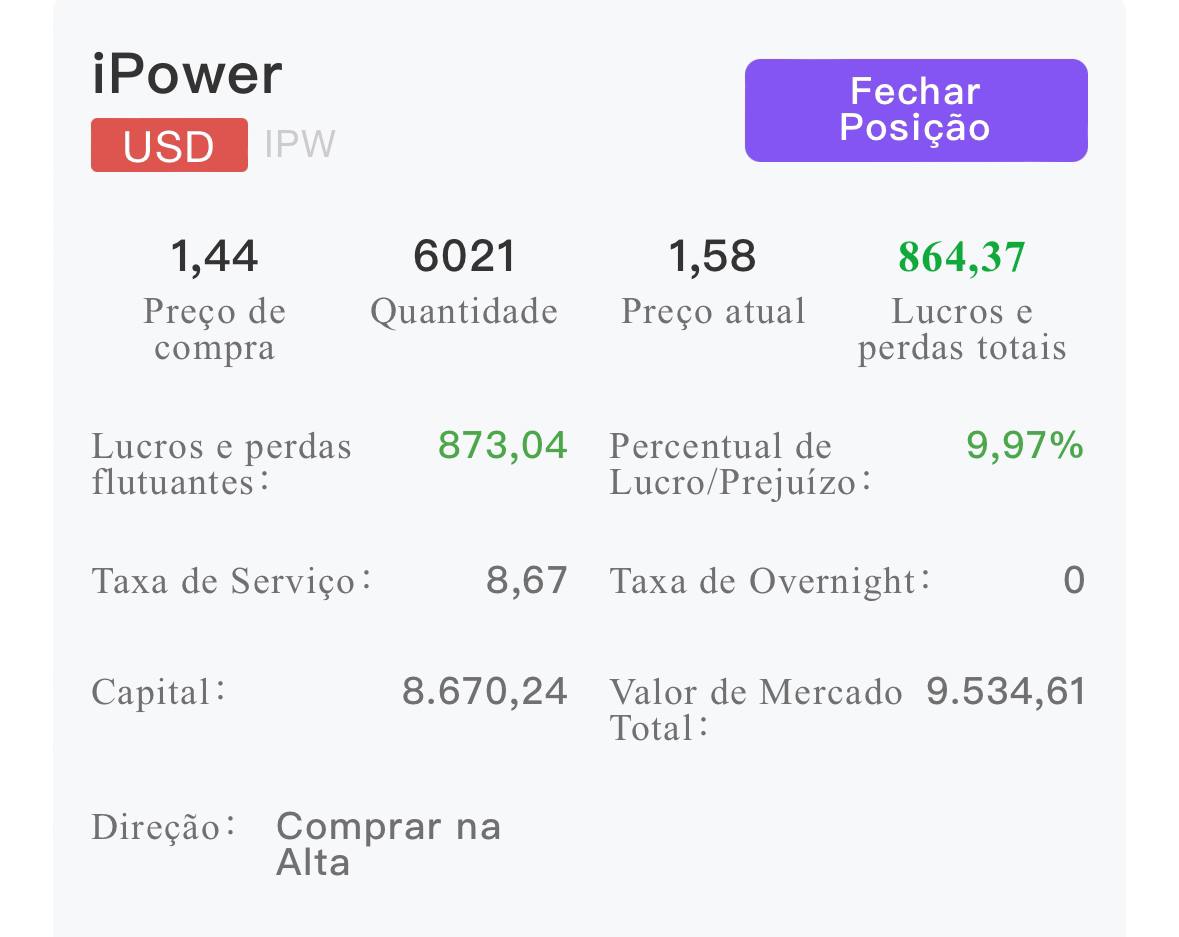 iPower
Fechar
Posição
USD IPW
1,44 6021 1,58 864,37
Preço de Quantidade Preço atual Lucros e
compra perdas totais
Lucros e perdas 873,04 Percentual de 9,97%
flutuantes: Lucro/Prejuízo:
Taxa de Serviço: 8,67 Taxa de Overnight: 0
Capital: 8.670,24 Valor de Mercado 9.534,61
Total:
Direção: Comprar na
Alta